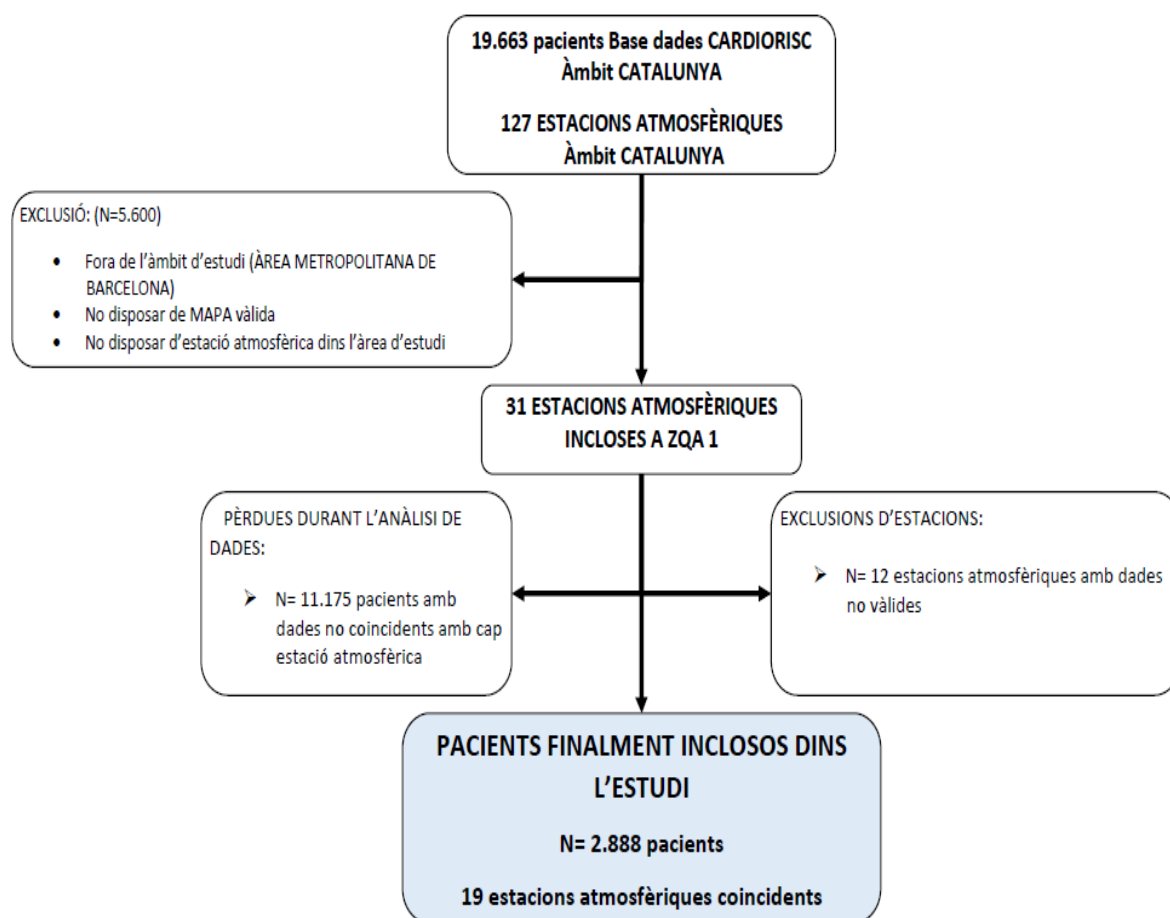 19.663 pacients Base dades CARDIORISC
Àmbit CATALUNYA
127 ESTACIONS ATMOSFÈRIQUES
Àmbit CATALUNYA
EXCLUSIÓ: (N=5.600)
• Fora de l’àmbit d’estudi (ÀREA METROPOLITANA DE
BARCELONA)
• No disposar de MAPA vàlida
• No disposar d’estació atmosfèrica dins l’àrea d’estudi
31 ESTACIONS ATMOSFÈRIQUES
INCLOSES A ZQA 1
PÈRDUES DURANT L’ANÀLISI DE
DADES:
➢ N= 11.175 pacients amb
dades no coincidents amb cap
estació atmosfèrica
EXCLUSIONS D’ESTACIONS:
➢ N= 12 estacions atmosfèriques amb dades
no vàlides
PACIENTS FINALMENT INCLOSOS DINS
L’ESTUDI
N= 2.888 pacients
19 estacions atmosfèriques coincidents